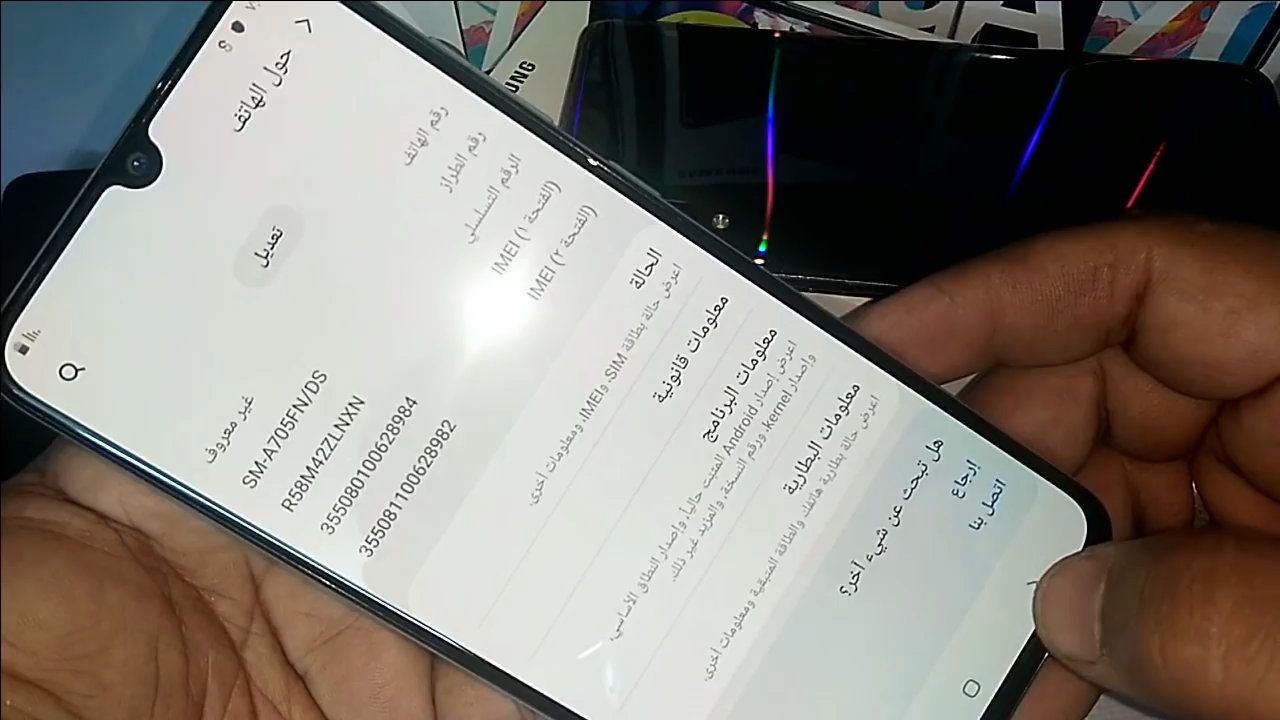 حول الهاتف
تعديل
رقم الهاتف
غير معروف
رقم الطراز
SM-A705FN/DS
الرقم التسلسلي
R58M42ZLNXN
IMEI (الفتحة ١)
355080100628984
IMEI (الفتحة ٢)
355081100628982
الحالة
اعرض حالة بطاقة SIM، وIMEI، ومعلومات أخرى.
معلومات قانونية
معلومات البرنامج
اعرض إصدار Android المثبت حالياً، وإصدار النطاق الأساسي،
وإصدار kernel، ورقم النسخة، والمزيد غير ذلك.
معلومات البطارية
اعرض حالة بطارية هاتفك والطاقة المتبقية ومعلومات أخرى.
هل تبحث عن شيء آخر؟
إرجاع
اتصل بنا
UNG